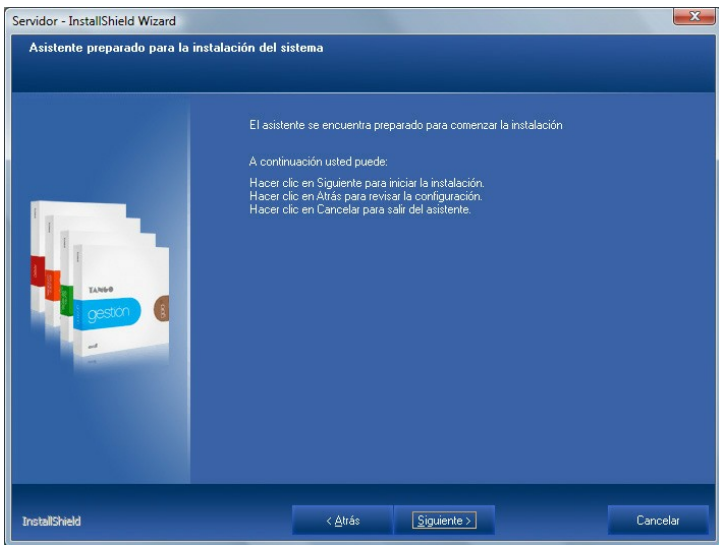 Servidor - InstallShield Wizard
Asistente preparado para la instalación del sistema
El asistente se encuentra preparado para comenzar la instalación
A continuación usted puede:
Hacer clic en Siguiente para iniciar la instalación.
Hacer clic en Atrás para revisar la configuración.
Hacer clic en Cancelar para salir del asistente.
TANGO
gestion
InstallShield
< Atrás
Siguiente >
Cancelar